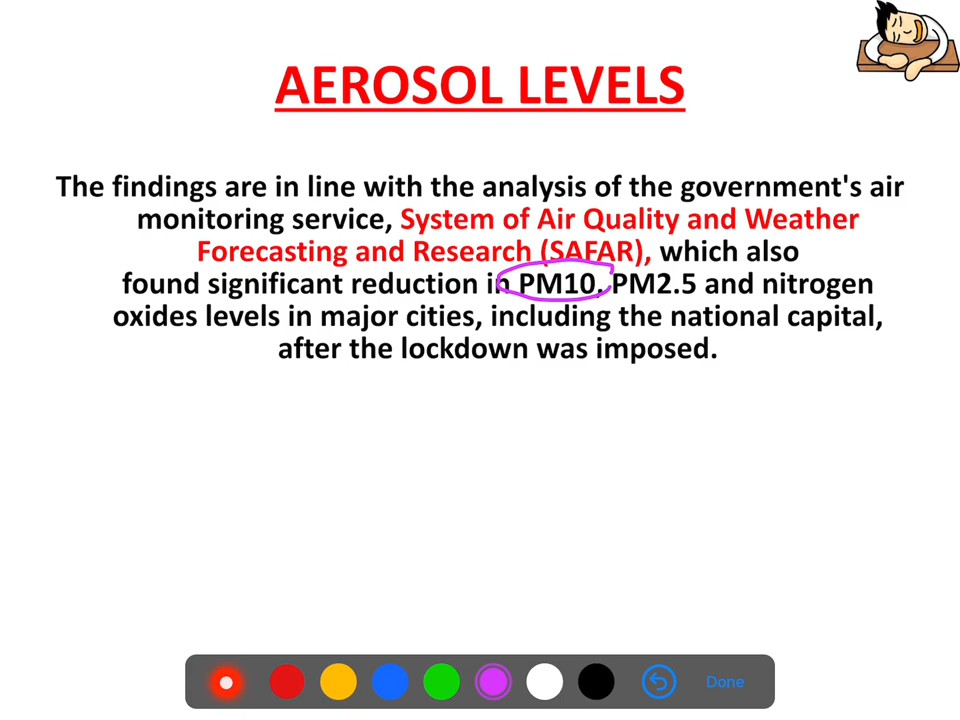 AEROSOL LEVELS
The findings are in line with the analysis of the government's air
monitoring service, System of Air Quality and Weather
Forecasting and Research (SAFAR), which also
found significant reduction in PM10, PM2.5 and nitrogen
oxides levels in major cities, including the national capital,
after the lockdown was imposed.
Done